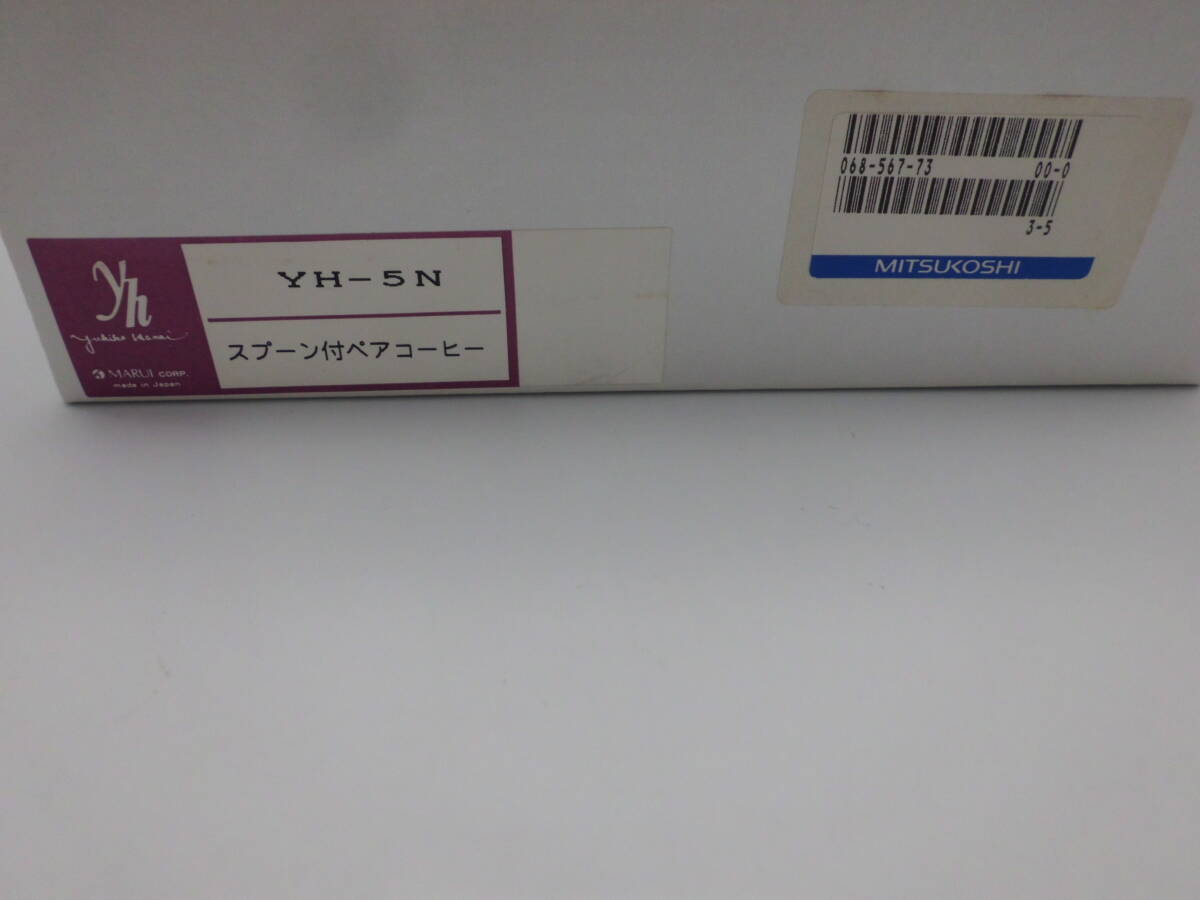 yh
Yukiko Hanai
MARUI CORP.
made in Japan
YH-5N
スプーン付ペアコーヒー
068-567-73 00-0
3-5
MITSUKOSHI